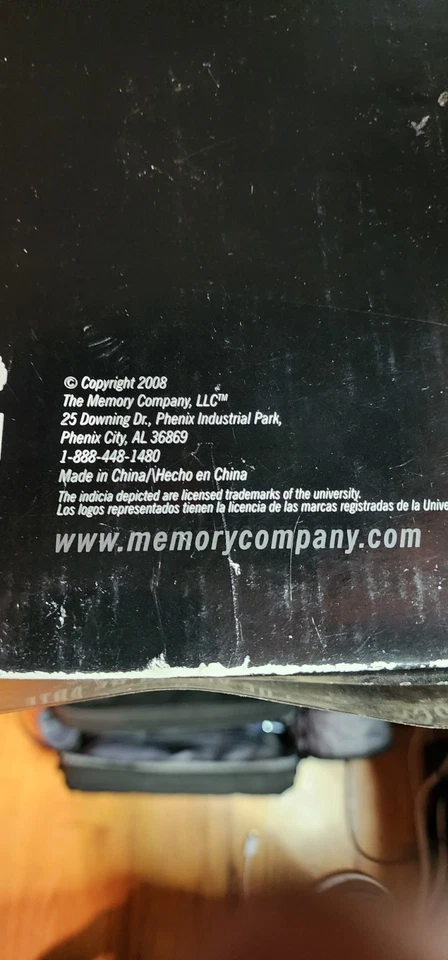 © Copyright 2008
The Memory Company, LLC™
25 Downing Dr., Phenix Industrial Park,
Phenix City, AL 36869
1-888-448-1480
Made in China/\Hecho en China
The indicia depicted are licensed trademarks of the university.
Los logos representados tienen la licencia de las marcas registradas de la Unive
www.memorycompany.com